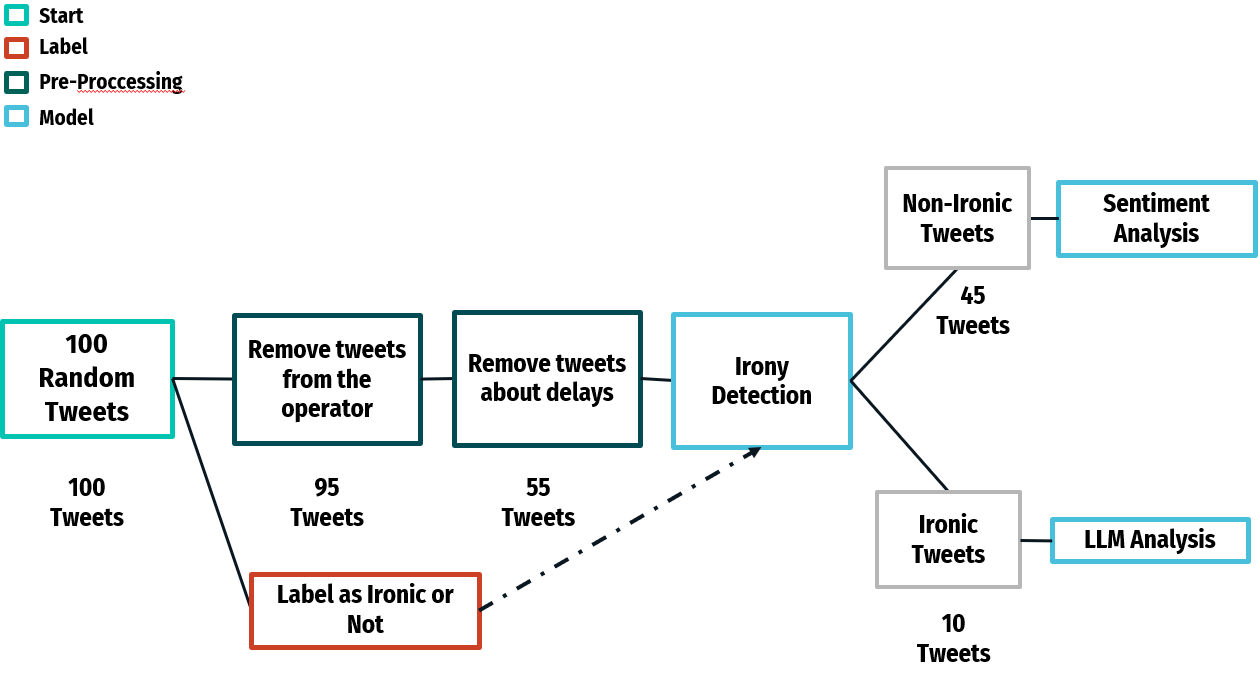 Start
Label
Pre-Proccessing
Model
Non-Ironic
Tweets
Sentiment
Analysis
45
Tweets
100
Random
Tweets
Remove tweets
from the
operator
Remove tweets
about delays
Irony
Detection
100
Tweets
95
Tweets
55
Tweets
Ironic
Tweets
LLM Analysis
Label as Ironic or
Not
10
Tweets